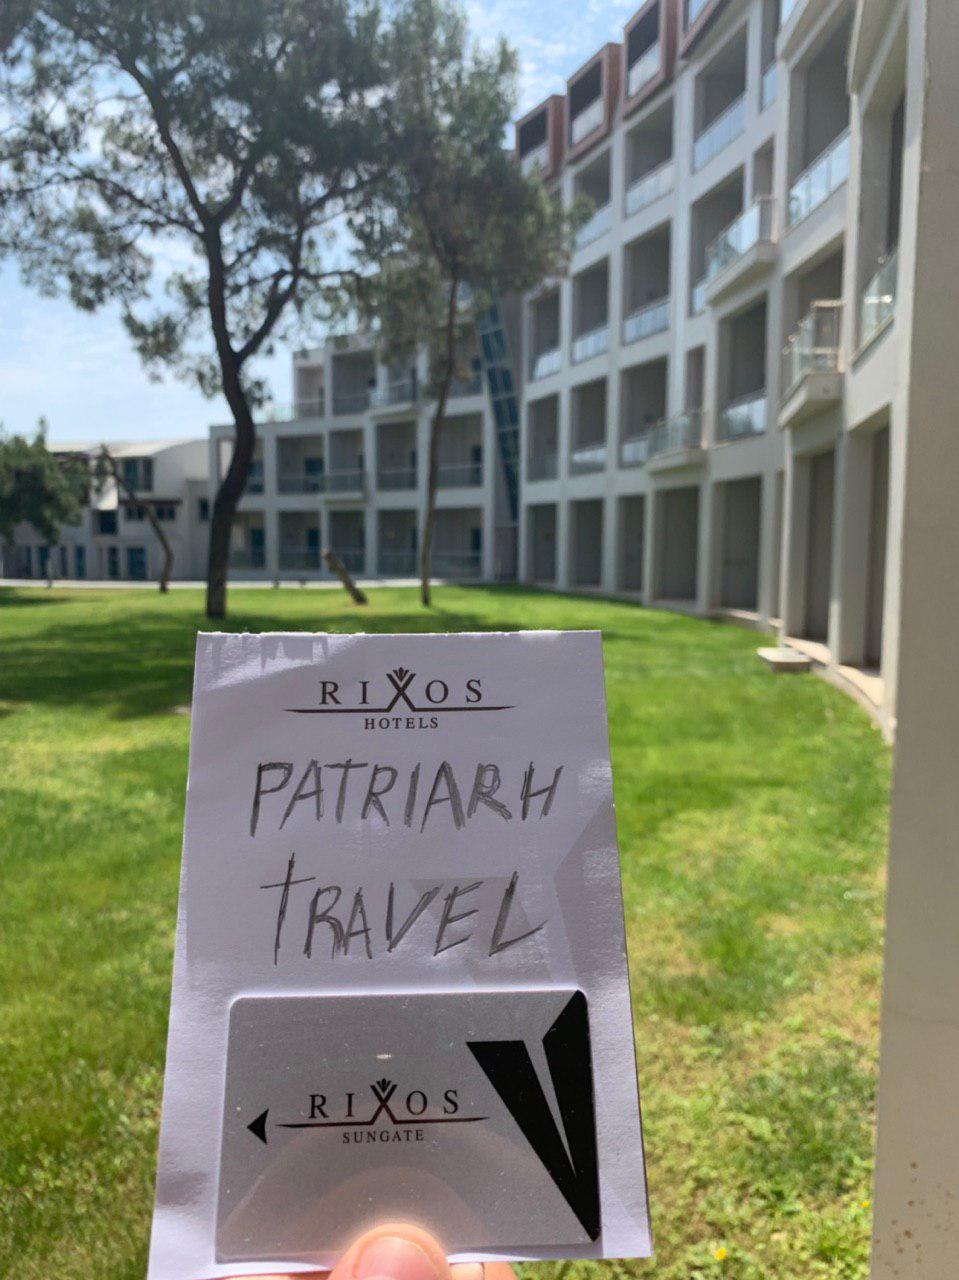 RIXOS
HOTELS
PATRIARH
TRAVEL
RIXOS
SUNGATE